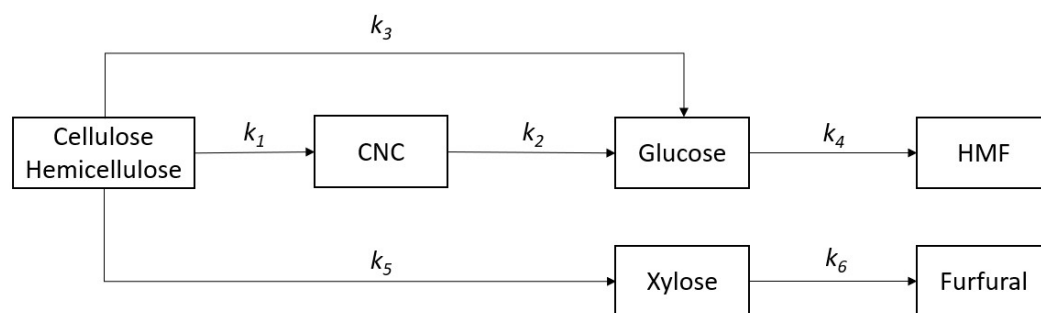 k3
Cellulose
Hemicellulose
k1
CNC
k2
Glucose
k4
HMF
k5
Xylose
k6
Furfural